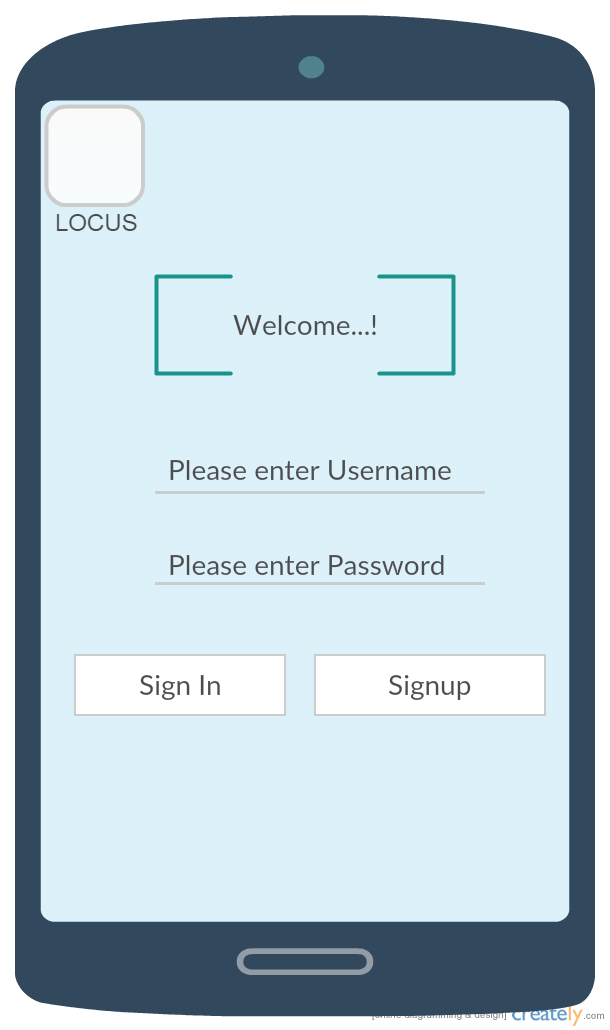 LOCUS
Welcome...!
Please enter Username
Please enter Password
Sign In
Signup
[online diagramming & design] creately.com